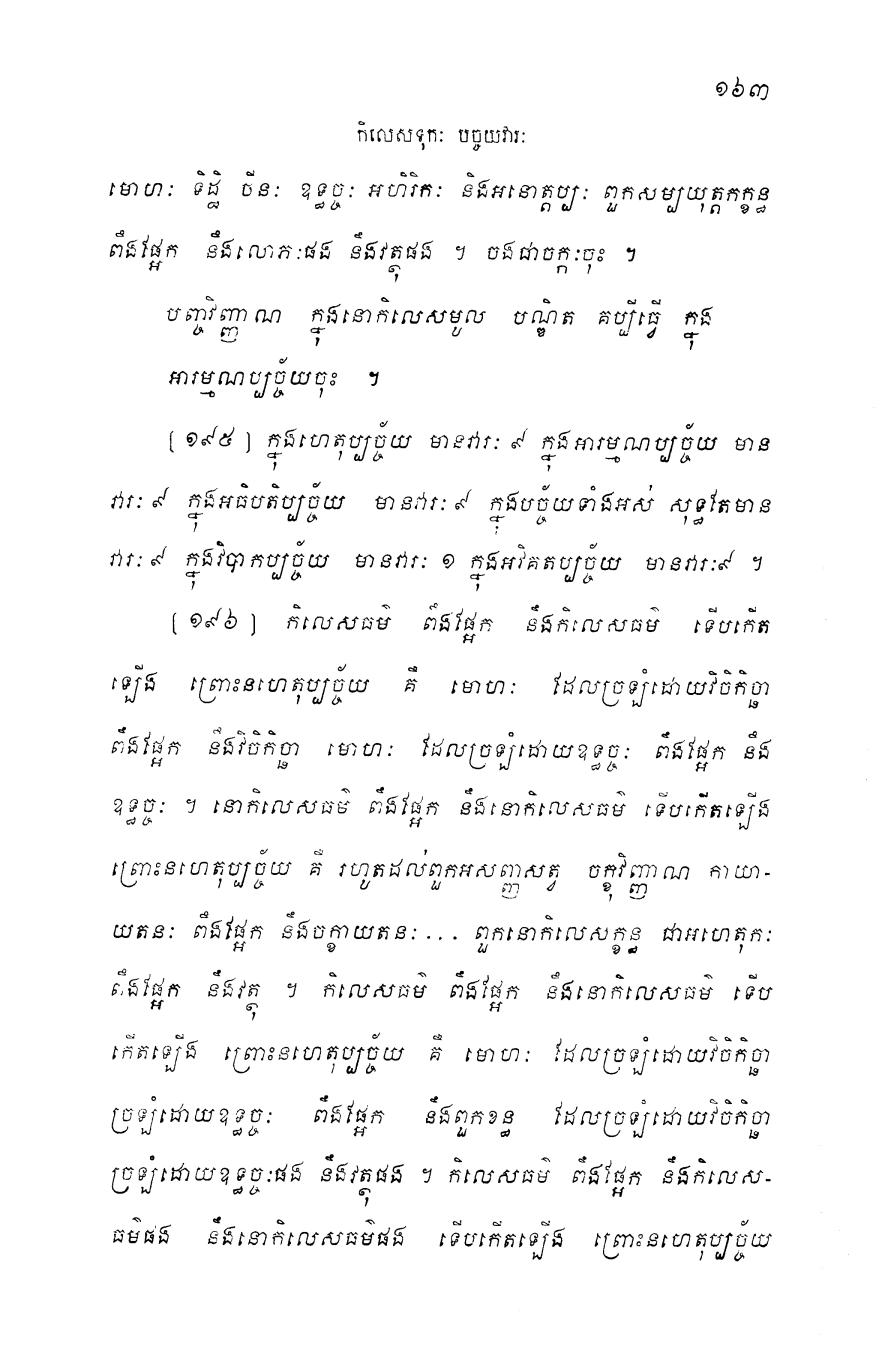 ១៦៣
កិលេសទុកៈ បច្ចយវារៈ
មោហៈ ទិដ្ឋិ ថីនៈ ឧទ្ធច្ចៈ អហិរិកៈ និងអនោត្តប្បៈ ពួកសម្បយុត្តកក្ខន្ធ
ពឹងផ្អែក នឹងលោភៈផង នឹងវត្ថុផង ។ ចងជាចក្កៈចុះ ។
បញ្ចវិញ្ញាណ ក្នុងនោកិលេសមូល បណ្ឌិត គប្បីធ្វើ ក្នុង
អារម្មណប្បច្ច័យចុះ ។
[ ១៩៥ ] ក្នុងហេតុប្បច្ច័យ មានវារៈ ៩ ក្នុងអារម្មណប្បច្ច័យ មាន
វារៈ ៩ ក្នុងអធិបតិប្បច្ច័យ មានវារៈ ៩ ក្នុងបច្ច័យទាំងអស់ សុទ្ធតែមាន
វារៈ ៩ ក្នុងវិបាកប្បច្ច័យ មានវារៈ ១ ក្នុងអវិគតប្បច្ច័យ មានវារៈ៩ ។
[ ១៩៦ ] កិលេសធម៌ ពឹងផ្អែក នឹងកិលេសធម៌ ទើបកើត
ឡើង ព្រោះនហេតុប្បច្ច័យ គឺ មោហៈ ដែលច្រឡំដោយវិចិកិច្ឆា
ពឹងផ្អែក នឹងវិចិកិច្ឆា មោហៈ ដែលច្រឡំដោយឧទ្ធច្ចៈ ពឹងផ្អែក នឹង
ឧទ្ធច្ចៈ ។ នោកិលេសធម៌ ពឹងផ្អែក នឹងនោកិលេសធម៌ ទើបកើតឡើង
ព្រោះនហេតុប្បច្ច័យ គឺ រហូតដល់ពួកអសញ្ញសត្វ ចក្ខុវិញ្ញាណ កាយា-
យតនៈ ពឹងផ្អែក នឹងចក្ខាយតនៈ... ពួកនោកិលេសក្ខន្ធ ជាអហេតុកៈ
ពឹងផ្អែក នឹងវត្ថុ ។ កិលេសធម៌ ពឹងផ្អែក នឹងនោកិលេសធម៌ ទើប
កើតឡើង ព្រោះនហេតុប្បច្ច័យ គឺ មោហៈ ដែលច្រឡំដោយវិចិកិច្ឆា
ច្រឡំដោយឧទ្ធច្ចៈ ពឹងផ្អែក នឹងពួកខន្ធ ដែលច្រឡំដោយវិចិកិច្ឆា
ច្រឡំដោយឧទ្ធច្ចៈផង នឹងវត្ថុផង ។ កិលេសធម៌ ពឹងផ្អែក នឹងកិលេស-
ធម៌ផង នឹងនោកិលេសធម៌ផង ទើបកើតឡើង ព្រោះនហេតុប្បច្ច័យ